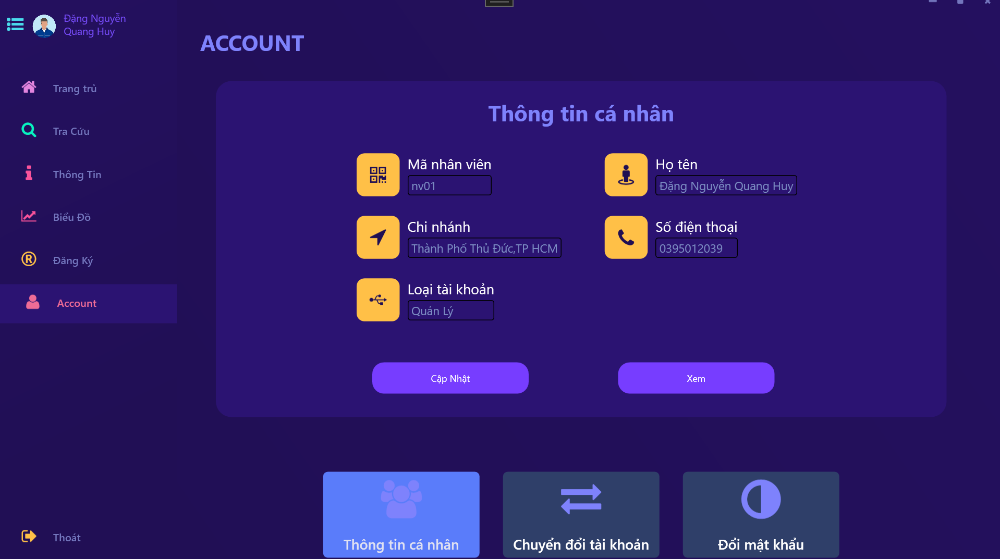 Đặng Nguyễn
Quang Huy
ACCOUNT
Trang trủ
Tra Cứu
Thông Tin
Biểu Đồ
Đăng Ký
Account
Thoát
Thông tin cá nhân
Mã nhân viên
nv01
Họ tên
Đặng Nguyễn Quang Huy
Chi nhánh
Thành Phố Thủ Đức,TP HCM
Số điện thoại
0395012039
Loại tài khoản
Quản Lý
Cập Nhật
Xem
Thông tin cá nhân
Chuyển đổi tài khoản
Đổi mật khẩu